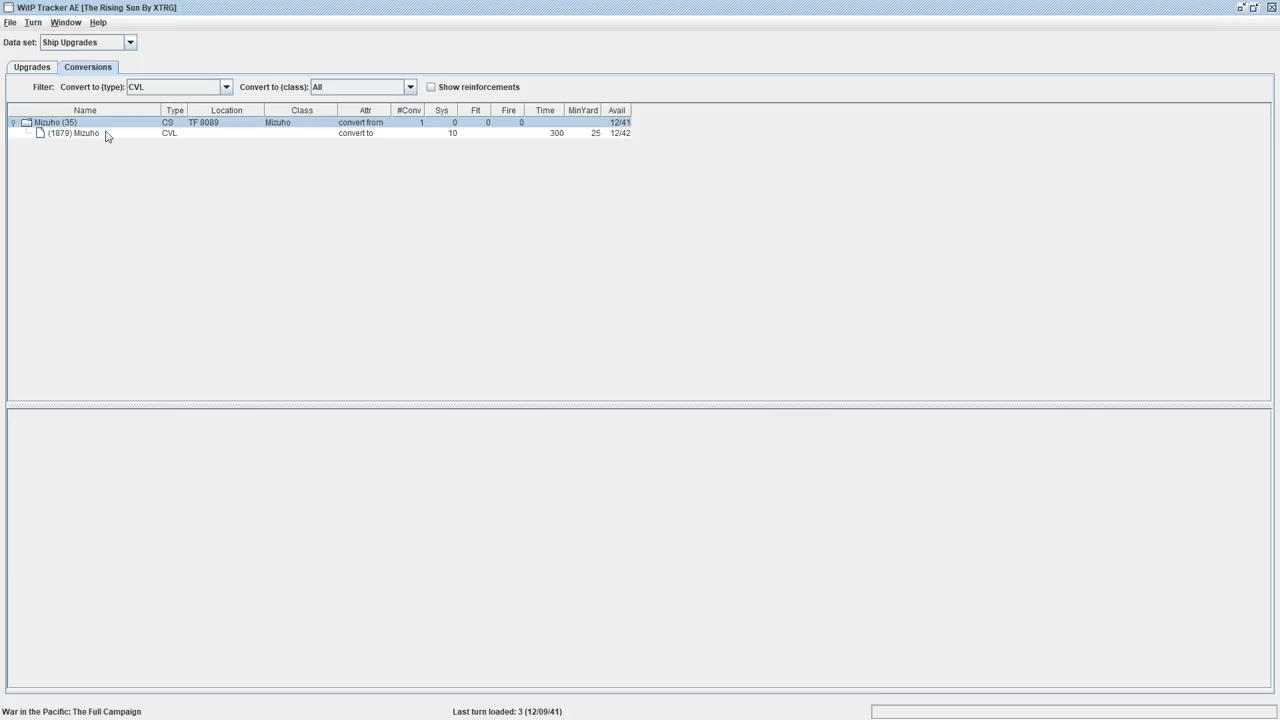 WitP Tracker AE [The Rising Sun By XTRG]
File Turn Window Help
Data set: Ship Upgrades
Upgrades Conversions
Filter: Convert to (type): CVL Convert to (class): All Show reinforcements
Name Type Location Class Attr #Conv Sys Flt Fire Time MinYard Avail
Mizuho (35) CS TF 8089 Mizuho convert from 1 0 0 0 12/41
(1879) Mizuho CVL convert to 10 300 25 12/42
War in the Pacific: The Full Campaign Last turn loaded: 3 (12/09/41)